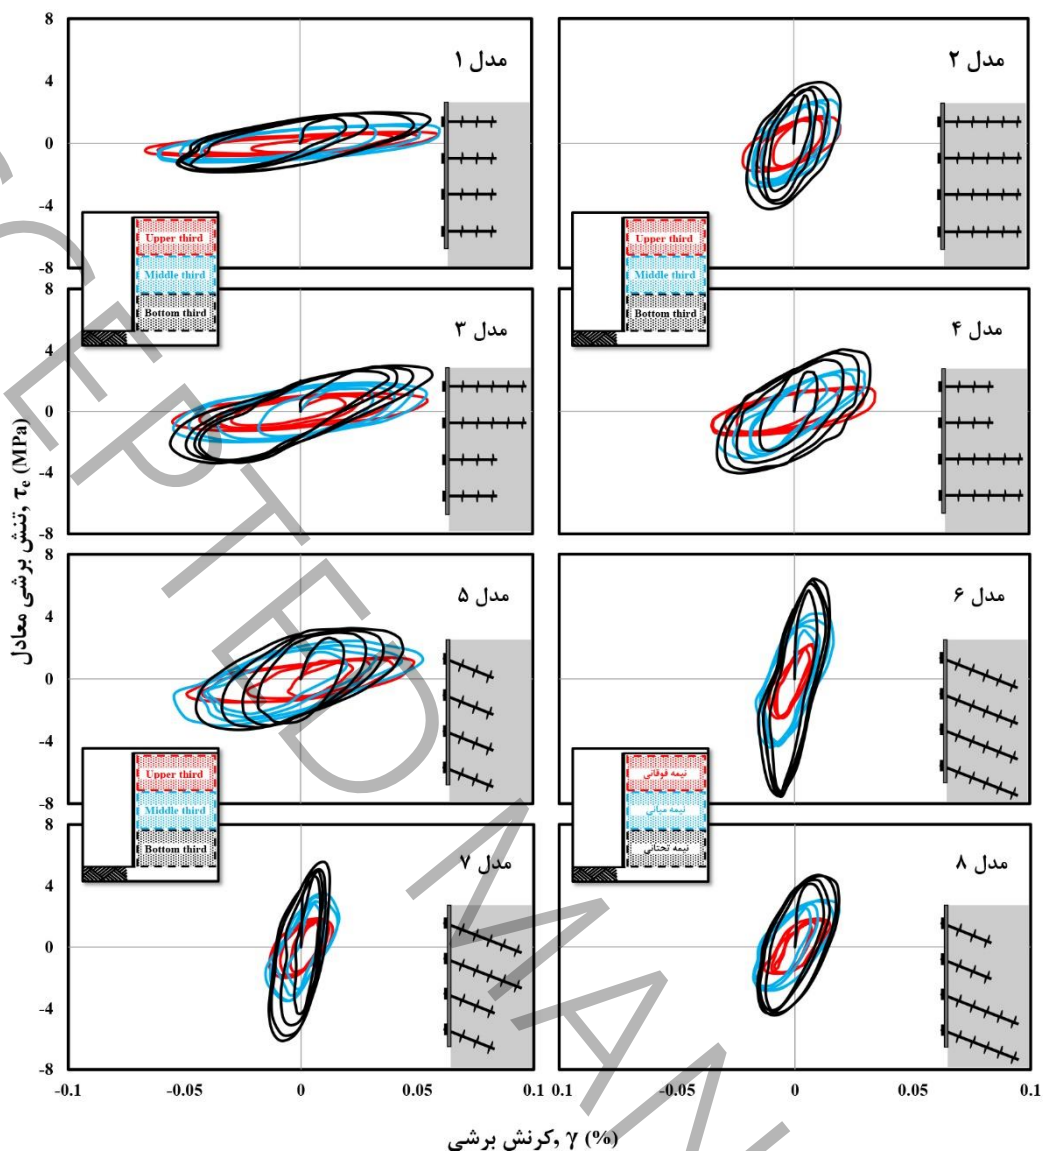 8
4
0
-4
-8
مدل ۱
مدل ۲
Upper third
Middle third
Bottom third
Upper third
Middle third
Bottom third
8
4
0
-4
-8
مدل ۳
مدل ۴
8
4
0
-4
-8
مدل ۵
مدل ۶
Upper third
Middle third
Bottom third
نیمه فوقانی
نیمه میانی
نیمه تحتانی
8
4
0
-4
-8
مدل ۷
مدل ۸
-0.1
-0.05
0
0.05
0.1
0.1
-0.05
0
0.05
0.1
تنش برشی معادل, τe (MPa)
کرنش برشی, γ (%)
CEPTED MAN